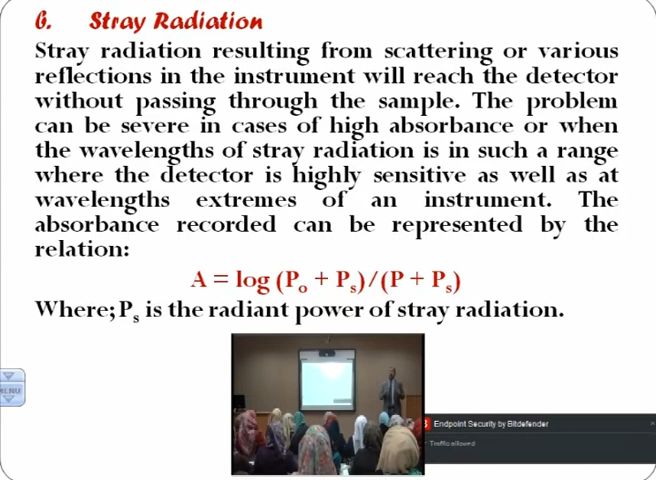 b. Stray Radiation
Stray radiation resulting from scattering or various
reflections in the instrument will reach the detector
without passing through the sample. The problem
can be severe in cases of high absorbance or when
the wavelengths of stray radiation is in such a range
where the detector is highly sensitive as well as at
wavelengths extremes of an instrument. The
absorbance recorded can be represented by the
relation:
A = log (Po + Ps)/(P + Ps)
Where; Ps is the radiant power of stray radiation.
MENU
B Endpoint Security by Bitdefender ×
Traffic allowed